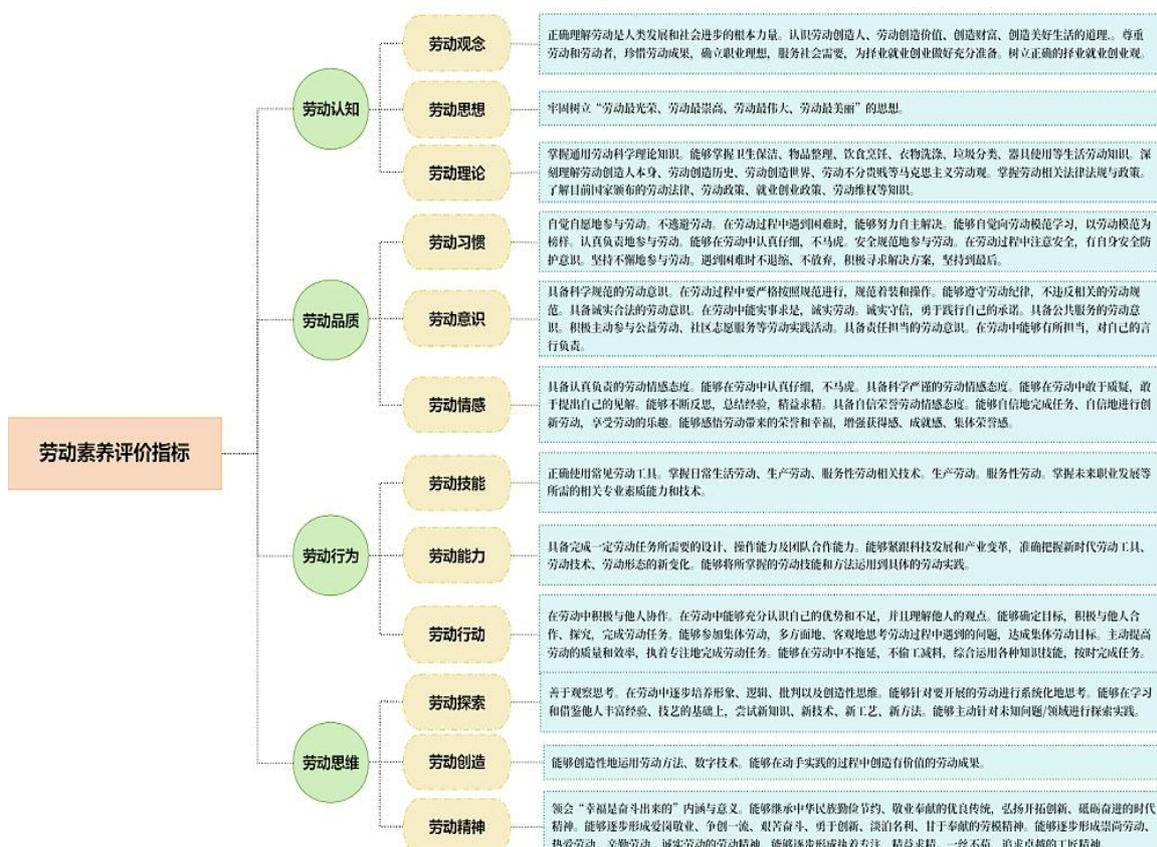 劳动素养评价指标
劳动认知
劳动观念
正确理解劳动是人类发展和社会进步的根本力量。认识劳动创造人、劳动创造价值、创造财富、创造美好生活的道理。。尊重
劳动和劳动者，珍惜劳动成果，确立职业理想，服务社会需要，为择业就业创业做好充分准备。树立正确的择业就业创业观。
劳动思想
牢固树立“劳动最光荣、劳动最崇高、劳动最伟大、劳动最美丽”的思想。
劳动理论
掌握通用劳动科学理论知识。能够掌握卫生保洁、物品整理、饮食烹饪、衣物洗涤、垃圾分类、器具使用等生活劳动知识。深
刻理解劳动创造人本身、劳动创造历史、劳动创造世界、劳动不分贵贱等马克思主义劳动观。掌握劳动相关法律法规与政策。
了解目前国家颁布的劳动法律、劳动政策、就业创业政策、劳动维权等知识。
劳动品质
劳动习惯
自觉自愿地参与劳动。不逃避劳动。在劳动过程中遇到困难时，能够努力自主解决。能够自觉向劳动模范学习，以劳动模范为
榜样。认真负责地参与劳动。能够在劳动中认真仔细，不马虎。安全规范地参与劳动。在劳动过程中注意安全，有自身安全防
护意识。坚持不懈地参与劳动。遇到困难时不退缩、不放弃，积极寻求解决方案，坚持到最后。
劳动意识
具备科学规范的劳动意识。在劳动过程中要严格按照规范进行，规范着装和操作。能够遵守劳动纪律，不违反相关的劳动规
范。具备诚实合法的劳动意识。在劳动中能实事求是，诚实劳动。诚实守信，勇于践行自己的承诺。具备公共服务的劳动意
识。积极主动参与公益劳动、社区志愿服务等劳动实践活动。具备责任担当的劳动意识。在劳动中能够有所担当，对自己的言
行负责。
劳动情感
具备认真负责的劳动情感态度。能够在劳动中认真仔细，不马虎。具备科学严谨的劳动情感态度。能够在劳动中敢于质疑，敢
于提出自己的见解。能够不断反思，总结经验，精益求精。具备自信荣誉劳动情感态度。能够自信地完成任务、自信地进行创
新劳动，享受劳动的乐趣。能够感悟劳动带来的荣誉和幸福，增强获得感、成就感、集体荣誉感。
劳动行为
劳动技能
正确使用常见劳动工具。掌握日常生活劳动、生产劳动、服务性劳动相关技术。生产劳动。服务性劳动。掌握未来职业发展等
所需的相关专业素质能力和技术。
劳动能力
具备完成一定劳动任务所需要的设计、操作能力及团队合作能力。能够紧跟科技发展和产业变革，准确把握新时代劳动工具、
劳动技术、劳动形态的新变化。能够将所掌握的劳动技能和方法运用到具体的劳动实践。
劳动行动
在劳动中积极与他人协作。在劳动中能够充分认识自己的优势和不足，并且理解他人的观点。能够确定目标，积极与他人合
作、探究，完成劳动任务。能够参加集体劳动，多方面地、客观地思考劳动过程中遇到的问题，达成集体劳动目标。主动提高
劳动的质量和效率，执着专注地完成劳动任务。能够在劳动中不拖延，不偷工减料，综合运用各种知识技能，按时完成任务。
劳动思维
劳动探索
善于观察思考。在劳动中逐步培养形象、逻辑、批判以及创造性思维。能够针对要开展的劳动进行系统化地思考。能够在学习
和借鉴他人丰富经验、技艺的基础上，尝试新知识、新技术、新工艺、新方法。能够主动针对未知问题/领域进行探索实践。
劳动创造
能够创造性地运用劳动方法、数字技术。能够在动手实践的过程中创造有价值的劳动成果。
劳动精神
领会“幸福是奋斗出来的”内涵与意义。能够继承中华民族勤俭节约、敬业奉献的优良传统，弘扬开拓创新、砥砺奋进的时代
精神。能够逐步形成爱岗敬业、争创一流、艰苦奋斗、勇于创新、淡泊名利、甘于奉献的劳模精神。能够逐步形成崇尚劳动、
热爱劳动、辛勤劳动、诚实劳动的劳动精神。能够逐步形成执着专注、精益求精、一丝不苟、追求卓越的工匠精神。